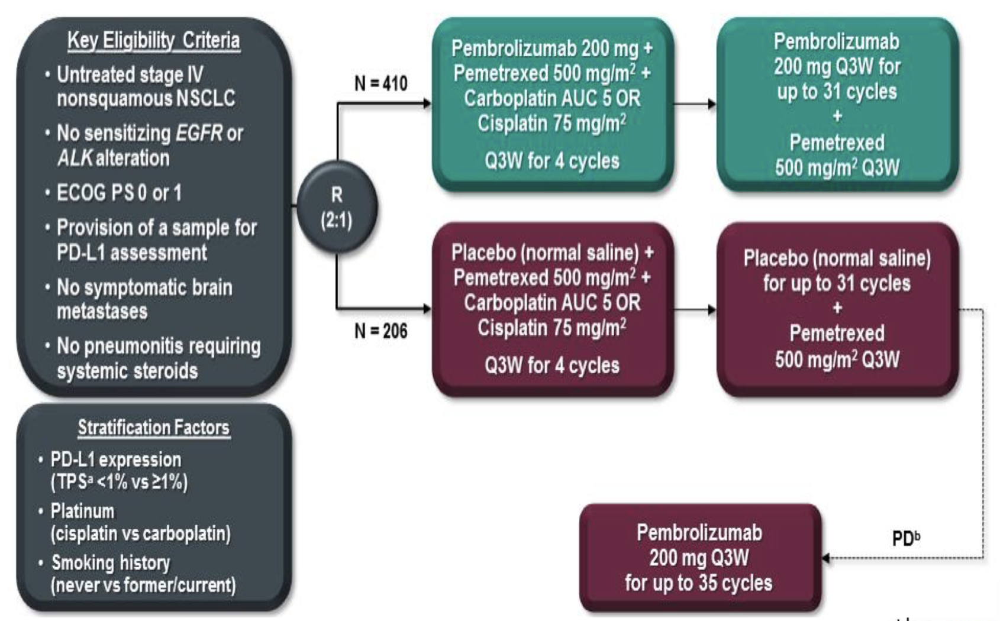 Key Eligibility Criteria
• Untreated stage IV
nonsquamous NSCLC
• No sensitizing EGFR or
ALK alteration
• ECOG PS 0 or 1
• Provision of a sample for
PD-L1 assessment
• No symptomatic brain
metastases
• No pneumonitis requiring
systemic steroids
Stratification Factors
• PD-L1 expression
(TPSᵃ <1% vs ≥1%)
• Platinum
(cisplatin vs carboplatin)
• Smoking history
(never vs former/current)
R
(2:1)
N = 410
Pembrolizumab 200 mg +
Pemetrexed 500 mg/m² +
Carboplatin AUC 5 OR
Cisplatin 75 mg/m²
Q3W for 4 cycles
Pembrolizumab
200 mg Q3W for
up to 31 cycles
+
Pemetrexed
500 mg/m² Q3W
N = 206
Placebo (normal saline) +
Pemetrexed 500 mg/m² +
Carboplatin AUC 5 OR
Cisplatin 75 mg/m²
Q3W for 4 cycles
Placebo (normal saline)
for up to 31 cycles
+
Pemetrexed
500 mg/m² Q3W
PDᵇ
Pembrolizumab
200 mg Q3W
for up to 35 cycles